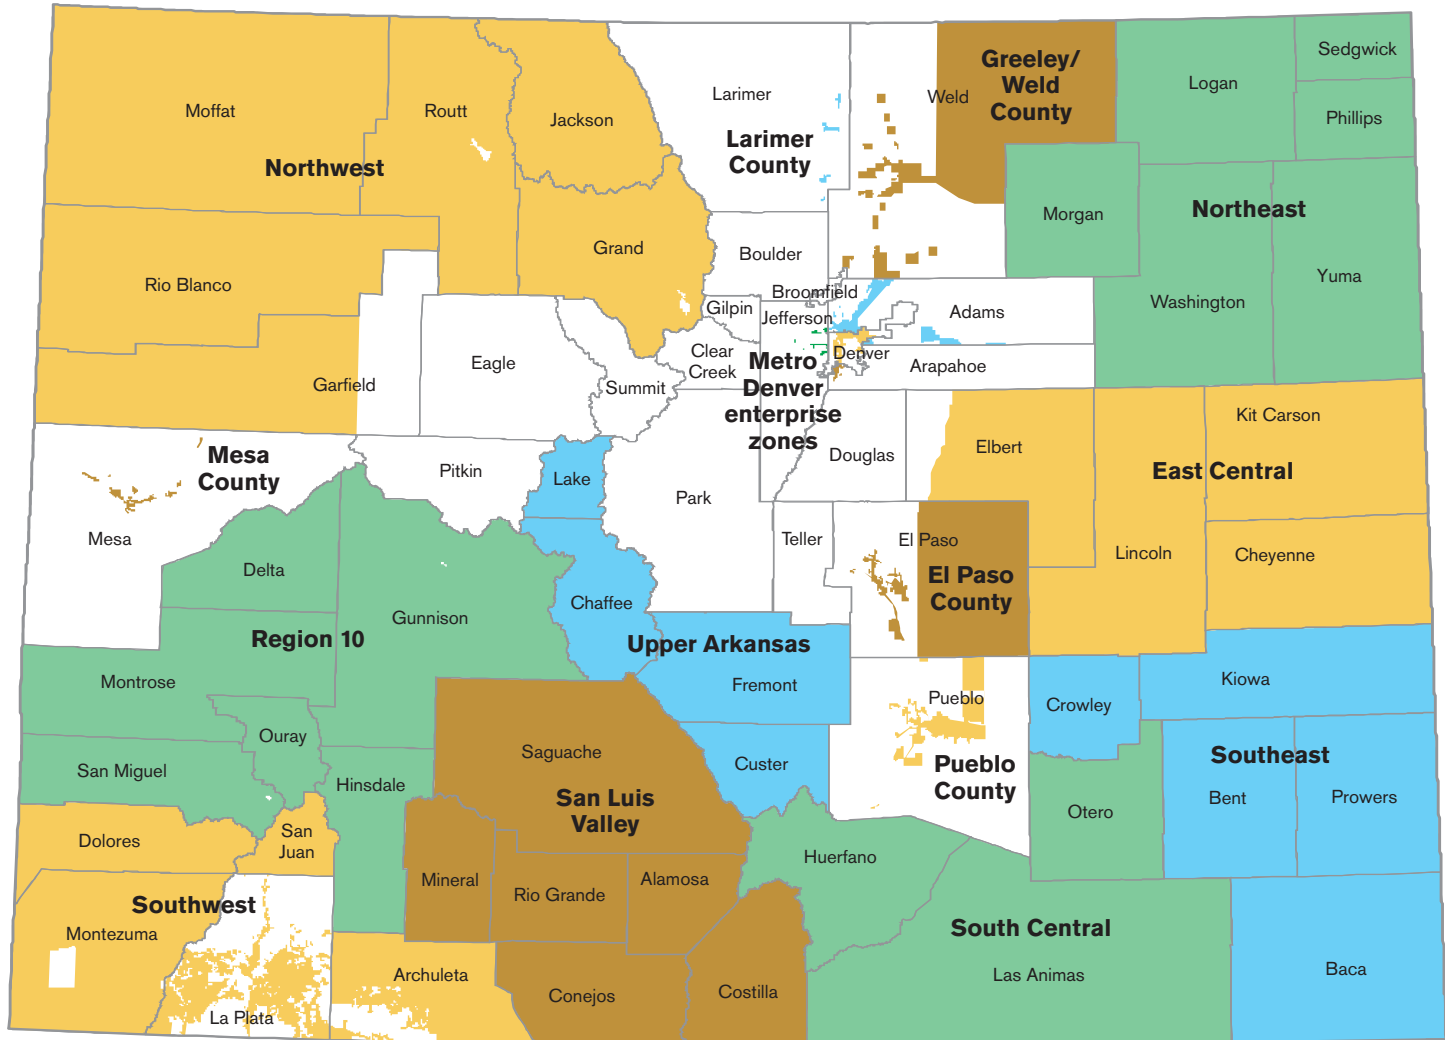 Sedgwick
Greeley/
Weld
County
Logan
Larimer
Weld
Moffat
Routt
Jackson
Phillips
Larimer
County
Northwest
Northeast
Morgan
Grand
Boulder
Yuma
Rio Blanco
Broomfield
Washington
Gilpin
Jefferson
Adams
Clear
Creek
Denver
Eagle
Metro
Denver
enterprise
zones
Arapahoe
Garfield
Summit
Kit Carson
Elbert
Douglas
Mesa
County
Pitkin
East Central
Lake
Park
Mesa
Teller
El Paso
Lincoln
Cheyenne
Delta
El Paso
County
Chaffee
Gunnison
Region 10
Upper Arkansas
Montrose
Fremont
Kiowa
Pueblo
Crowley
Ouray
Saguache
Southeast
Custer
Pueblo
County
San Miguel
Hinsdale
San Luis
Valley
Bent
Prowers
Otero
San
Juan
Dolores
Huerfano
Mineral
Alamosa
Rio Grande
Southwest
South Central
Montezuma
Archuleta
Las Animas
Baca
Conejos
Costilla
La Plata